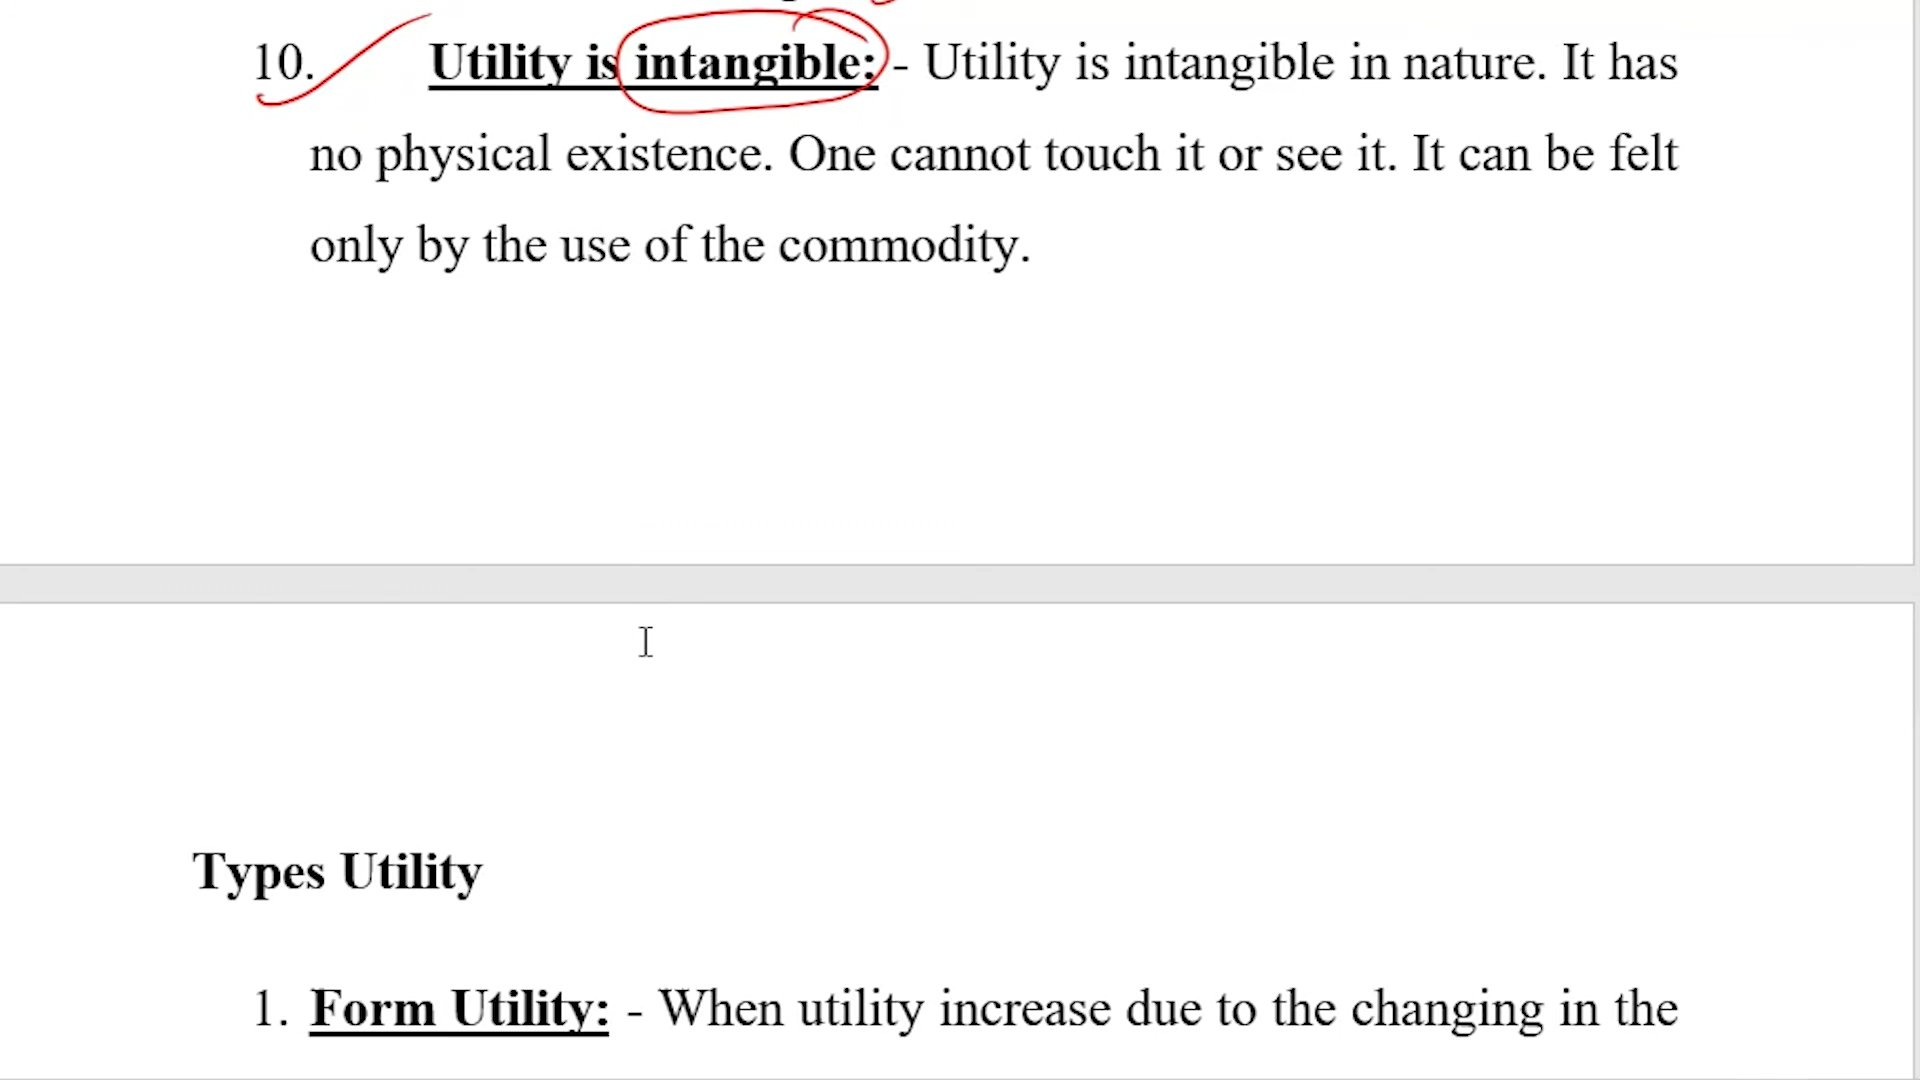 10. Utility is intangible: - Utility is intangible in nature. It has
no physical existence. One cannot touch it or see it. It can be felt
only by the use of the commodity.
Types Utility
1. Form Utility: - When utility increase due to the changing in the